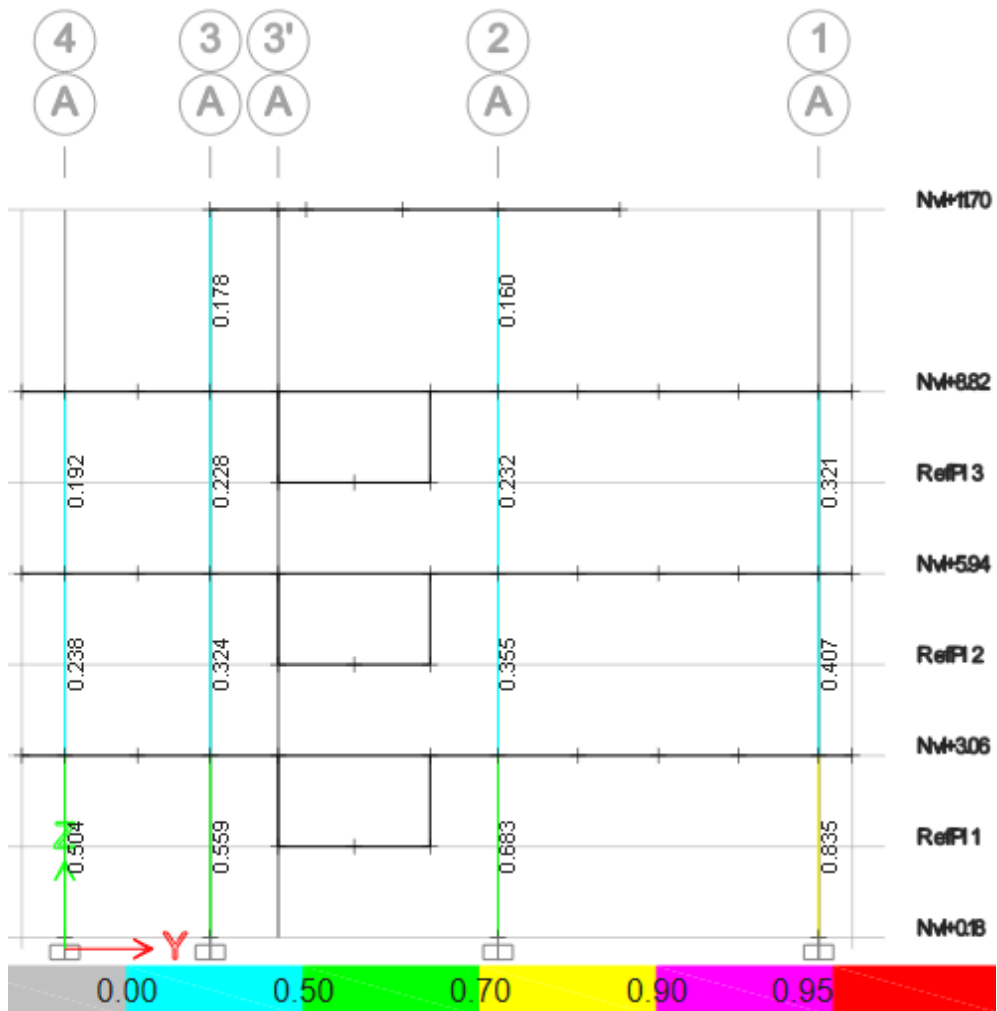 4 3 3' 2 1
A A A A A
Nvl+11.70
0.178 0.160
Nvl+8.82
0.192 0.228 0.232 0.321
RefPl 3
Nvl+5.94
0.238 0.324 0.355 0.407
RefPl 2
Nvl+3.06
0.504 0.559 0.683 0.835
Z
RefPl 1
Nvl+0.18
Y
0.00 0.50 0.70 0.90 0.95